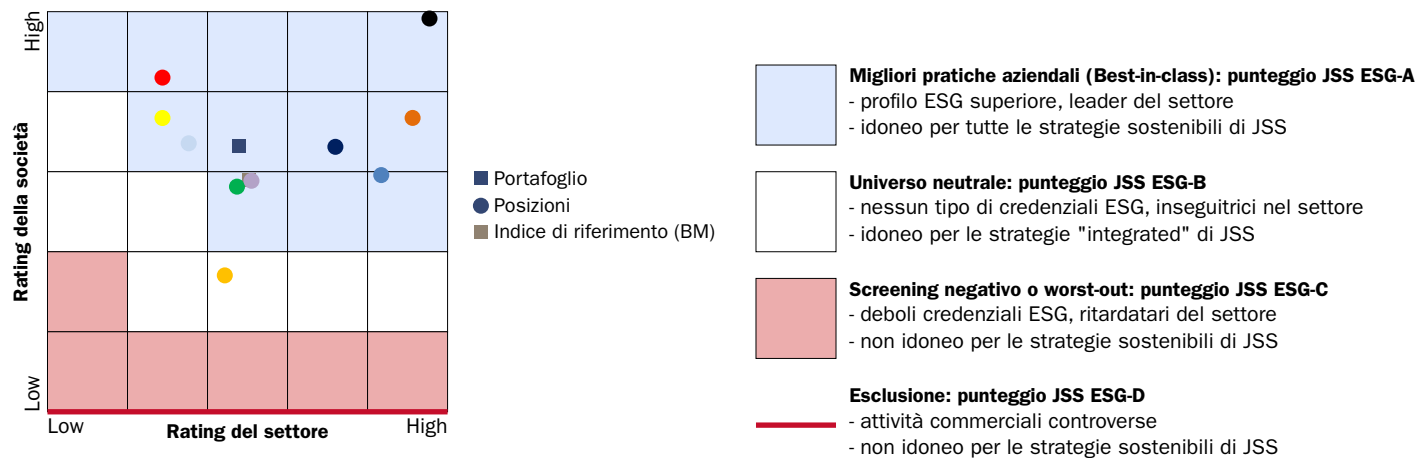 High
Rating della società
Low
Low
Rating del settore
High
Portafoglio
Posizioni
Indice di riferimento (BM)
Migliori pratiche aziendali (Best-in-class): punteggio JSS ESG-A
- profilo ESG superiore, leader del settore
- idoneo per tutte le strategie sostenibili di JSS
Universo neutrale: punteggio JSS ESG-B
- nessun tipo di credenziali ESG, inseguitrici nel settore
- idoneo per le strategie "integrated" di JSS
Screening negativo o worst-out: punteggio JSS ESG-C
- deboli credenziali ESG, ritardatari del settore
- non idoneo per le strategie sostenibili di JSS
Esclusione: punteggio JSS ESG-D
- attività commerciali controverse
- non idoneo per le strategie sostenibili di JSS